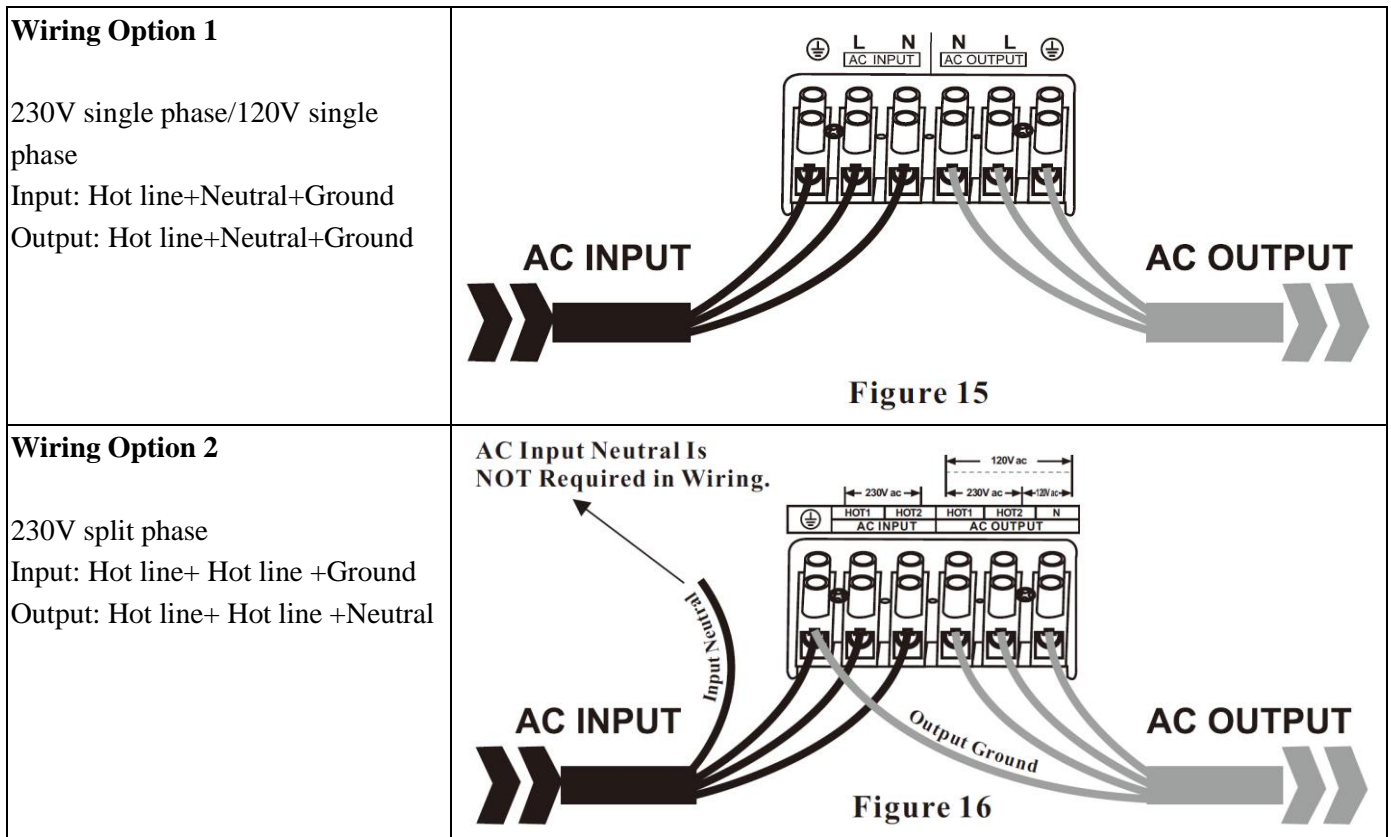 Wiring Option 1
230V single phase/120V single
phase
Input: Hot line+Neutral+Ground
Output: Hot line+Neutral+Ground
L N N L
AC INPUT AC OUTPUT
AC INPUT
AC OUTPUT
Figure 15
Wiring Option 2
230V split phase
Input: Hot line+ Hot line +Ground
Output: Hot line+ Hot line +Neutral
AC Input Neutral Is
NOT Required in Wiring.
120V ac
230V ac 230V ac 120V ac
HOT1 HOT2 HOT1 HOT2 N
AC INPUT AC OUTPUT
Input Neutral
AC INPUT
Output Ground
AC OUTPUT
Figure 16